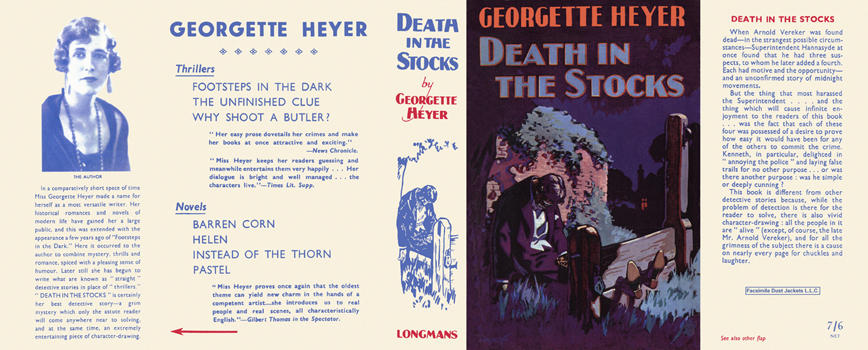 THE AUTHOR
In a comparatively short space of time
Miss Georgette Heyer made a name for
herself as a most versatile writer. Her
historical romances and novels of
modern life have gained her a large
public, and this was extended with the
appearance a few years ago of "Footsteps
in the Dark." Here it occurred to the
author to combine mystery, thrills and
romance, spiced with a pleasing sense of
humour. Later still she has begun to
write what are known as "straight"
detective stories in place of "thrillers."
"DEATH IN THE STOCKS" is certainly
her best detective story—a grim
mystery which only the astute reader
will come anywhere near to solving,
and at the same time, an extremely
entertaining piece of character-drawing.
GEORGETTE HEYER
Thrillers
FOOTSTEPS IN THE DARK
THE UNFINISHED CLUE
WHY SHOOT A BUTLER?
"Her easy prose dovetails her crimes and make
her books at once attractive and exciting."
—News Chronicle.
"Miss Heyer keeps her readers guessing and
meanwhile entertains them very happily . . . Her
dialogue is bright and well managed . . . the
characters live."—Times Lit. Supp.
Novels
BARREN CORN
HELEN
INSTEAD OF THE THORN
PASTEL
"Miss Heyer proves once again that the oldest
theme can yield new charm in the hands of a
competent artist—she introduces us to real
people and real scenes, all characteristically
English."—Gilbert Thomas in the Spectator.
DEATH
IN THE
STOCKS
by
GEORGETTE
HEYER
LONGMANS
GEORGETTE HEYER
DEATH IN
THE STOCKS
DEATH IN THE STOCKS
When Arnold Vereker was found
dead—in the strangest possible circum-
stances—Superintendent Hannasyde at
once found that he had three sus-
pects, to whom he later added a fourth.
Each had motive and the opportunity—
and an unconfirmed story of midnight
movements.
But the thing that most harassed
the Superintendent . . . . and the
thing which will cause infinite en-
joyment to the readers of this book
. . . was the fact that each of these
four was possessed of a desire to prove
how easy it would have been for any
of the others to commit the crime.
Kenneth, in particular, delighted in
"annoying the police" and laying false
trails for no other purpose . . . or was
there another purpose: was he simple
or deeply cunning?
This book is different from other
detective stories because, while the
problem of detection is there for the
reader to solve, there is also vivid
character-drawing: all the people in it
are "alive" (except, of course, the late
Mr. Arnold Vereker), and for all the
grimness of the subject there is a cause
on nearly every page for chuckles and
laughter.
Facsimile Dust Jackets L.L.C.
7/6
NET
See also other flap